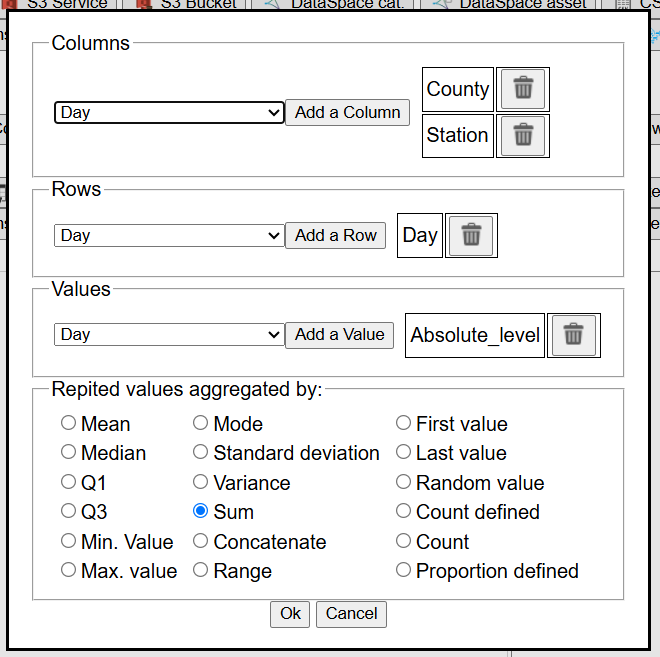 S3 Service S3 Bucket DataSpace cat. DataSpace asset CS
Columns
Day Add a Column
County
Station
Rows
Day Add a Row Day
Values
Day Add a Value Absolute_level
Repited values aggregated by:
Mean Mode First value
Median Standard deviation Last value
Q1 Variance Random value
Q3 Sum Count defined
Min. Value Concatenate Count
Max. value Range Proportion defined
Ok Cancel